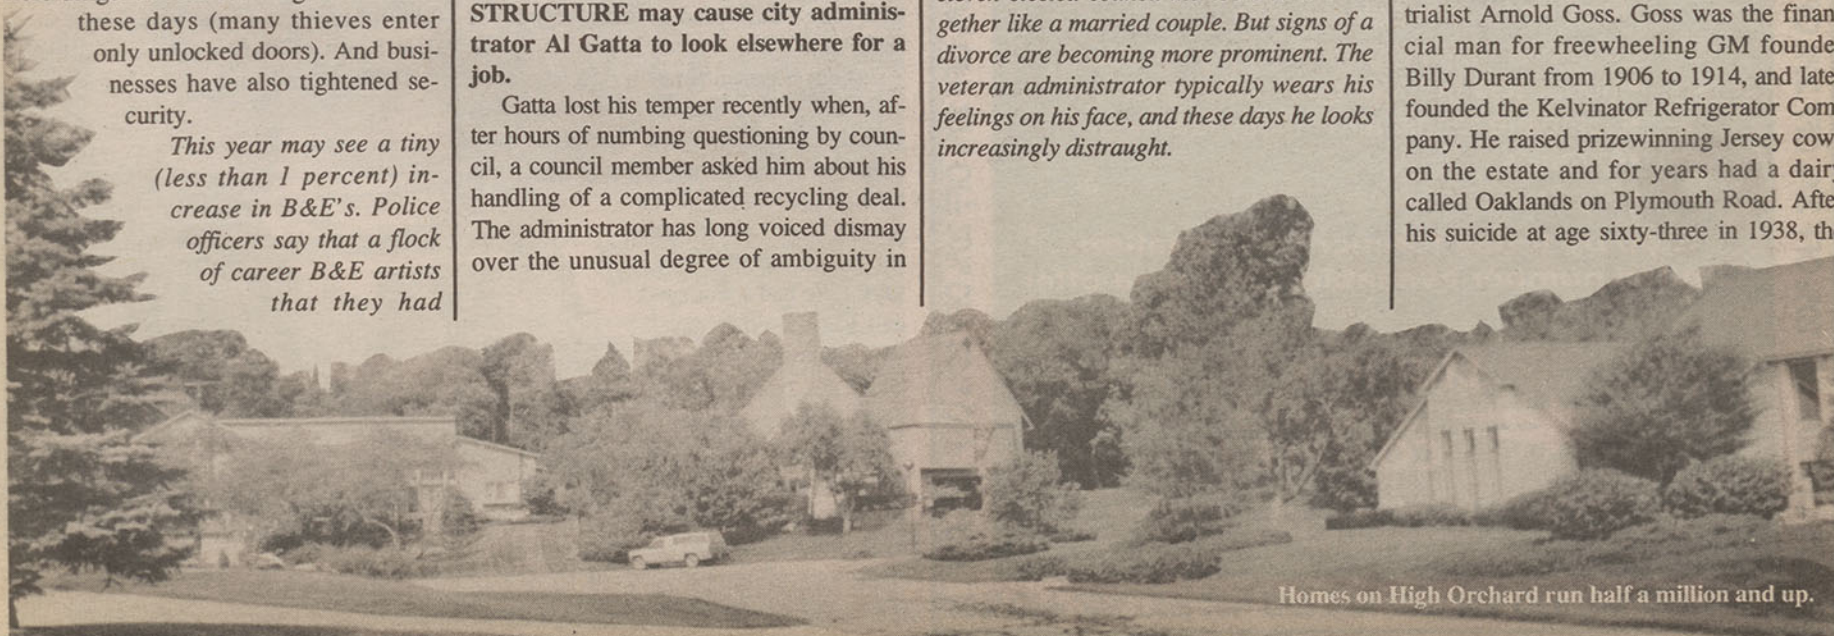 these days (many thieves enter
only unlocked doors). And busi-
nesses have also tightened se-
curity.
This year may see a tiny
(less than 1 percent) in-
crease in B&E's. Police
officers say that a flock
of career B&E artists
that they had
STRUCTURE may cause city adminis-
trator Al Gatta to look elsewhere for a
job.
Gatta lost his temper recently when, af-
ter hours of numbing questioning by coun-
cil, a council member asked him about his
handling of a complicated recycling deal.
The administrator has long voiced dismay
over the unusual degree of ambiguity in
gether like a married couple. But signs of a
divorce are becoming more prominent. The
veteran administrator typically wears his
feelings on his face, and these days he looks
increasingly distraught.
trialist Arnold Goss. Goss was the finan
cial man for freewheeling GM founde
Billy Durant from 1906 to 1914, and late
founded the Kelvinator Refrigerator Com
pany. He raised prizewinning Jersey cow
on the estate and for years had a dair
called Oaklands on Plymouth Road. Afte
his suicide at age sixty-three in 1938, th
Homes on High Orchard run half a million and up.